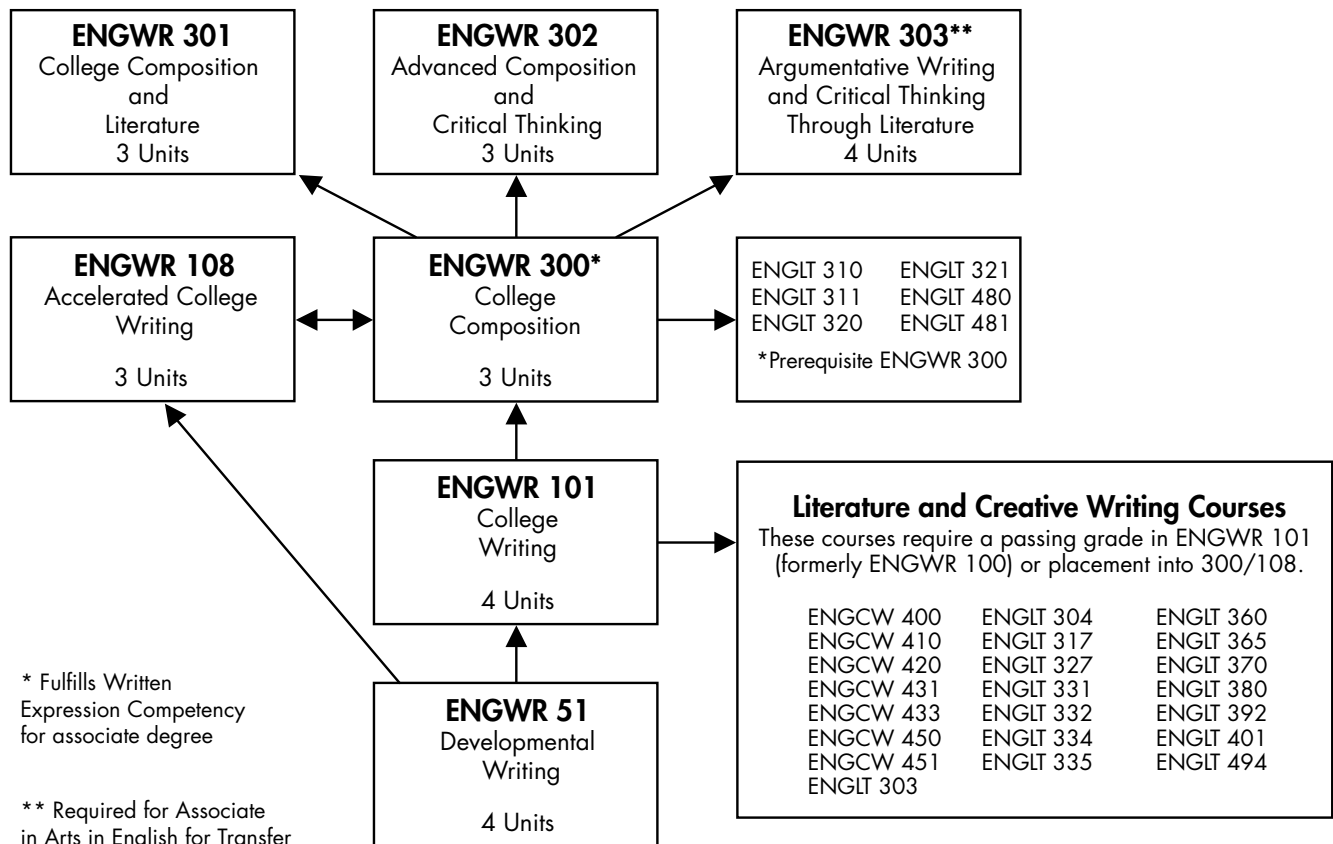 ENGWR 301
College Composition
and
Literature
3 Units
ENGWR 302
Advanced Composition
and
Critical Thinking
3 Units
ENGWR 303**
Argumentative Writing
and Critical Thinking
Through Literature
4 Units
ENGWR 108
Accelerated College
Writing
3 Units
ENGWR 300*
College
Composition
3 Units
ENGLT 310 ENGLT 321
ENGLT 311 ENGLT 480
ENGLT 320 ENGLT 481
*Prerequisite ENGWR 300
ENGWR 101
College
Writing
4 Units
Literature and Creative Writing Courses
These courses require a passing grade in ENGWR 101
(formerly ENGWR 100) or placement into 300/108.
ENGCW 400 ENGLT 304 ENGLT 360
ENGCW 410 ENGLT 317 ENGLT 365
ENGCW 420 ENGLT 327 ENGLT 370
ENGCW 431 ENGLT 331 ENGLT 380
ENGCW 433 ENGLT 332 ENGLT 392
ENGCW 450 ENGLT 334 ENGLT 401
ENGCW 451 ENGLT 335 ENGLT 494
ENGLT 303
* Fulfills Written
Expression Competency
for associate degree
** Required for Associate
in Arts in English for Transfer
ENGWR 51
Developmental
Writing
4 Units